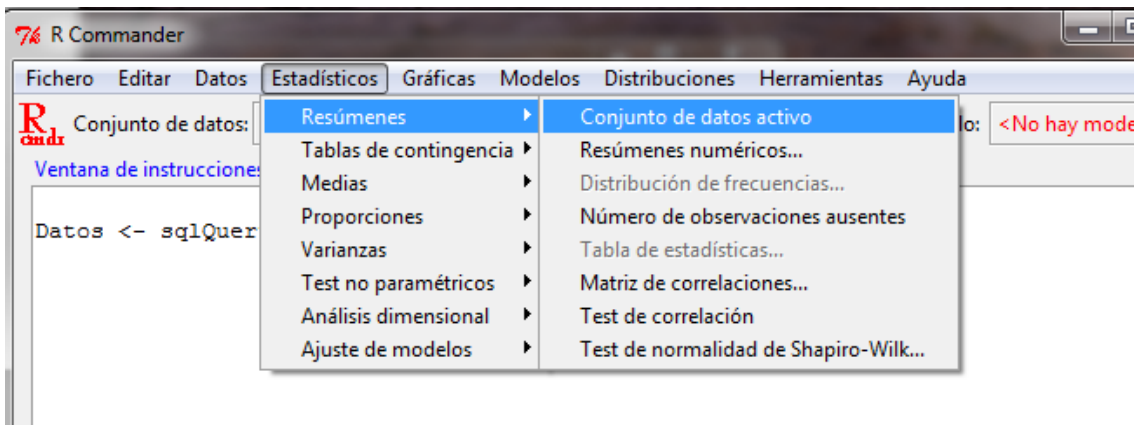 R Commander
Fichero Editar Datos Estadísticos Gráficas Modelos Distribuciones Herramientas Ayuda
R cmdr Conjunto de datos: lo: <No hay mode
Ventana de instrucciones
Datos <- sqlQuer
Resúmenes
Tablas de contingencia
Medias
Proporciones
Varianzas
Test no paramétricos
Análisis dimensional
Ajuste de modelos
Conjunto de datos activo
Resúmenes numéricos...
Distribución de frecuencias...
Número de observaciones ausentes
Tabla de estadísticas...
Matriz de correlaciones...
Test de correlación
Test de normalidad de Shapiro-Wilk...